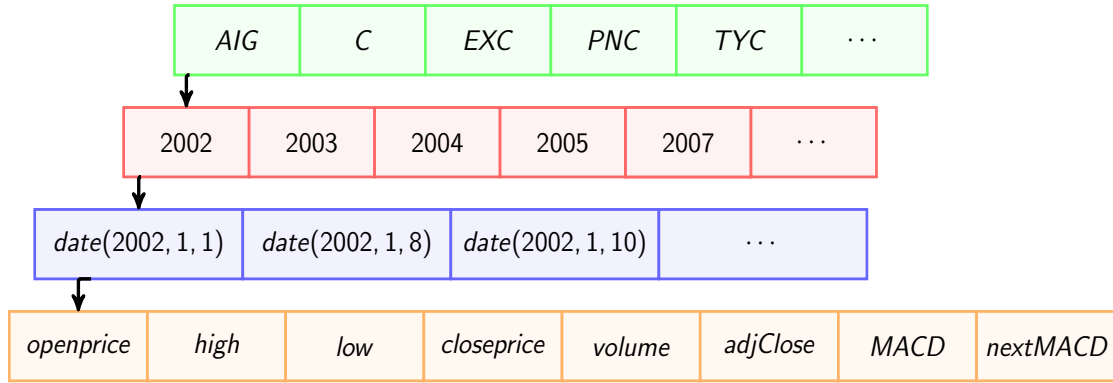 AIG C EXC PNC TYC ···
2002 2003 2004 2005 2007 ···
date(2002, 1, 1) date(2002, 1, 8) date(2002, 1, 10) ···
openprice high low closeprice volume adjClose MACD nextMACD